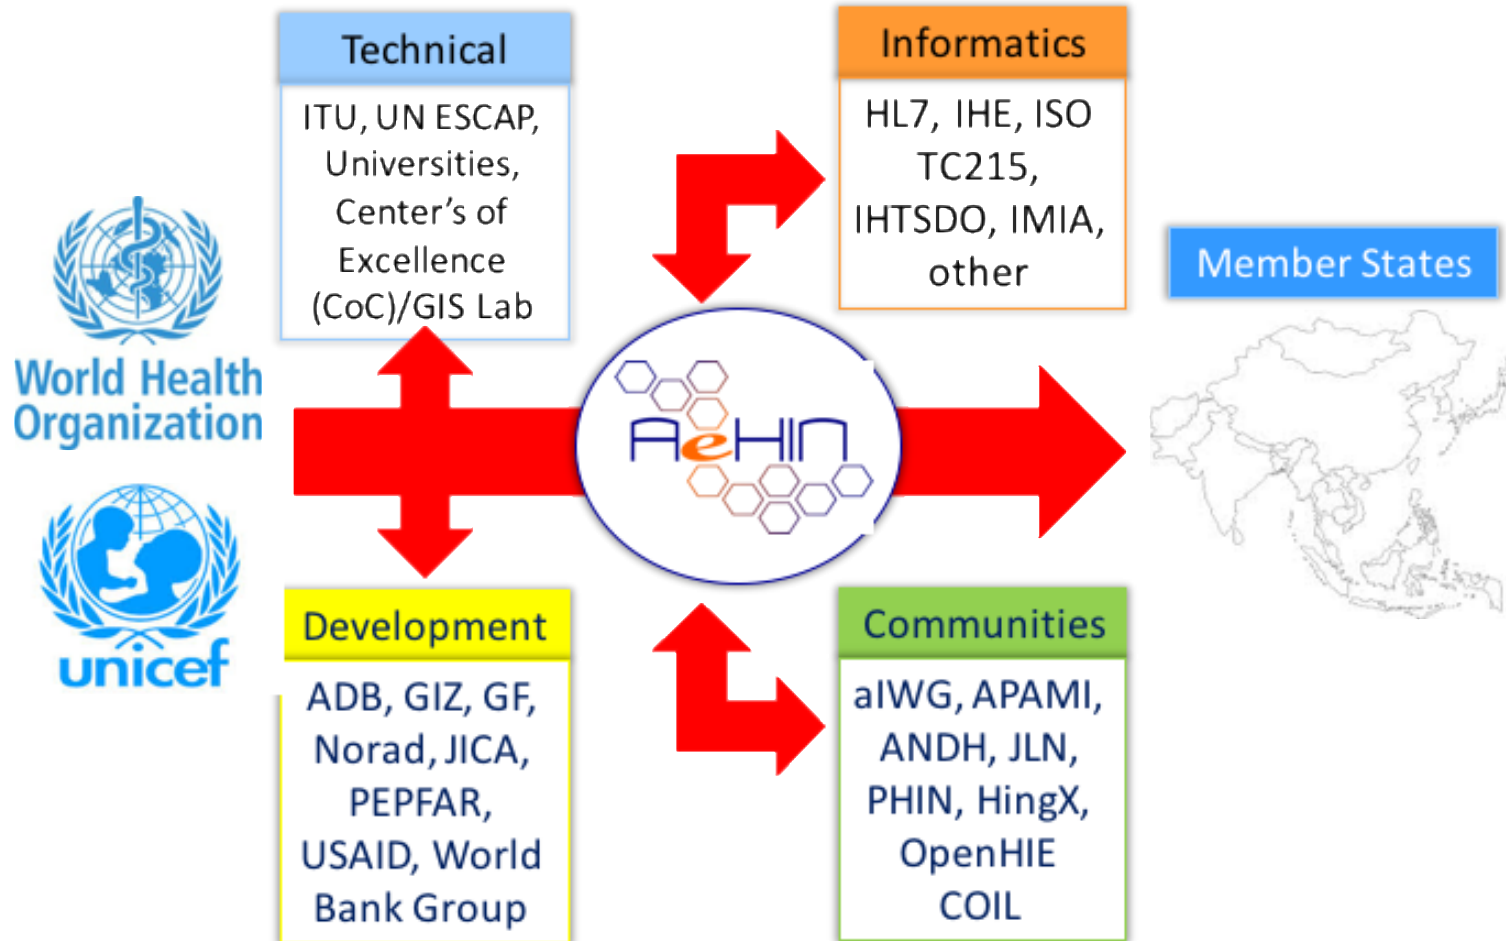 Technical
ITU, UN ESCAP,
Universities,
Center's of
Excellence
(CoC)/GIS Lab
Informatics
HL7, IHE, ISO
TC215,
IHTSDO, IMIA,
other
World Health
Organization
unicef
AeHIN
Member States
Development
ADB, GIZ, GF,
Norad, JICA,
PEPFAR,
USAID, World
Bank Group
Communities
aIWG, APAMI,
ANDH, JLN,
PHIN, HingX,
OpenHIE
COIL